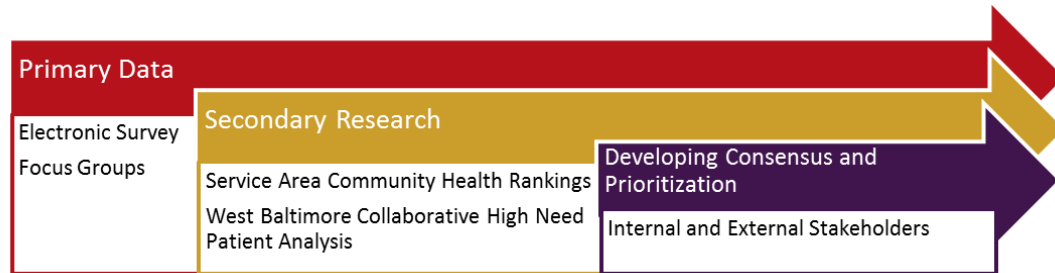 Primary Data
Electronic Survey
Focus Groups
Secondary Research
Service Area Community Health Rankings
West Baltimore Collaborative High Need
Patient Analysis
Developing Consensus and
Prioritization
Internal and External Stakeholders